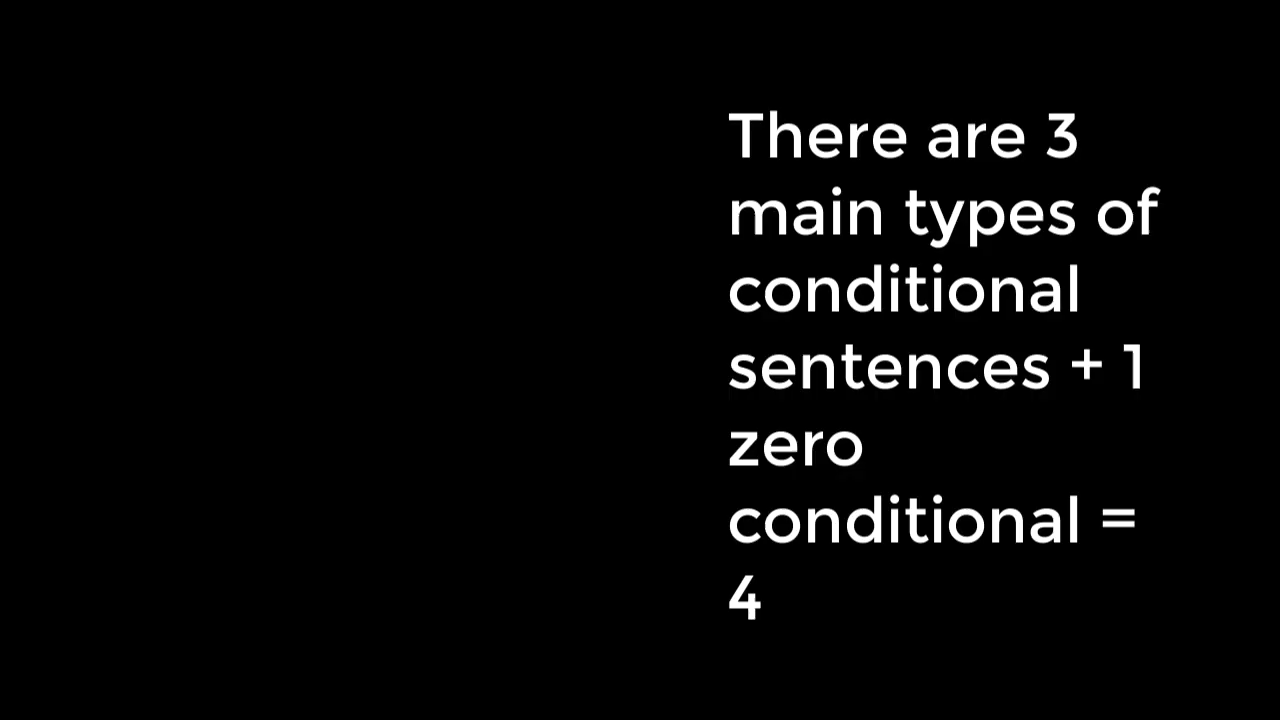 There are 3
main types of
conditional
sentences + 1
zero
conditional =
4